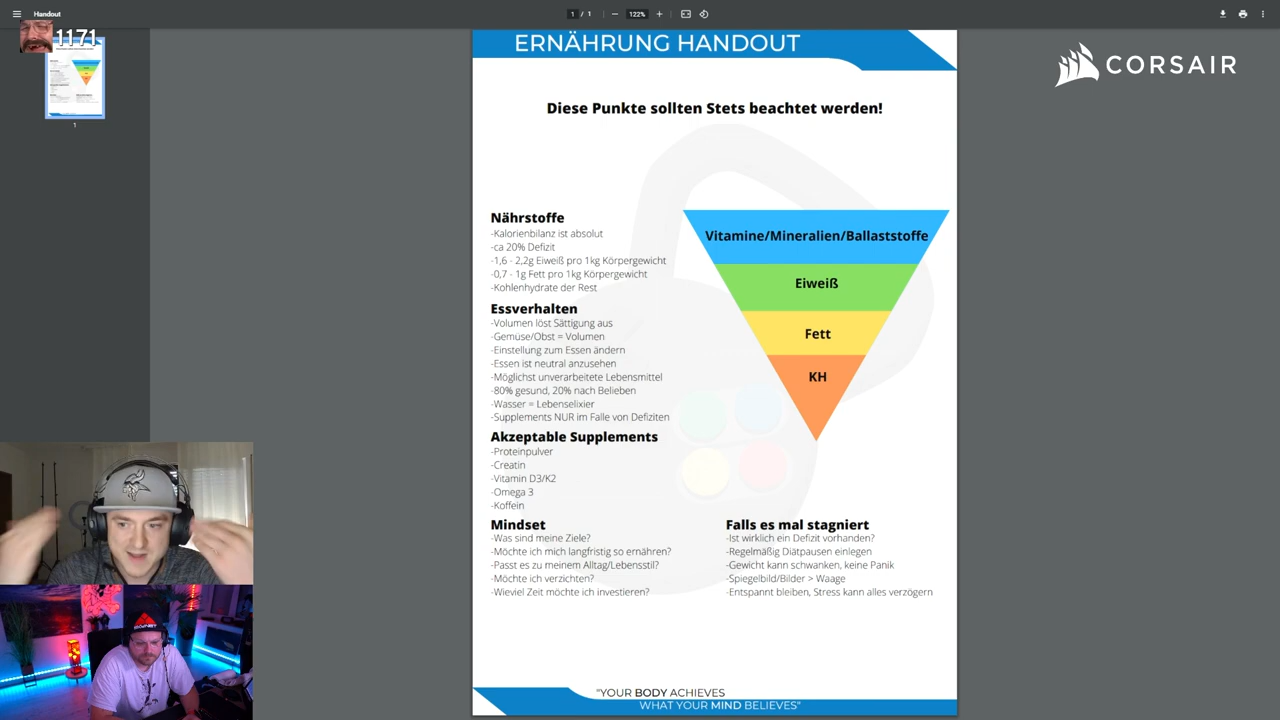 Handout
1 / 1
122%
1171
1
CORSAIR
ERNÄHRUNG HANDOUT
Diese Punkte sollten Stets beachtet werden!
Nährstoffe
-Kalorienbilanz ist absolut
-ca 20% Defizit
-1,6 - 2,2g Eiweiß pro 1kg Körpergewicht
-0,7 - 1g Fett pro 1kg Körpergewicht
-Kohlenhydrate der Rest
Essverhalten
-Volumen löst Sättigung aus
-Gemüse/Obst = Volumen
-Einstellung zum Essen ändern
-Essen ist neutral anzusehen
-Möglichst unverarbeitete Lebensmittel
-80% gesund, 20% nach Belieben
-Wasser = Lebenselixier
-Supplements NUR im Falle von Defiziten
Akzeptable Supplements
-Proteinpulver
-Creatin
-Vitamin D3/K2
-Omega 3
-Koffein
Mindset
-Was sind meine Ziele?
-Möchte ich mich langfristig so ernähren?
-Passt es zu meinem Alltag/Lebensstil?
-Möchte ich verzichten?
-Wieviel Zeit möchte ich investieren?
Vitamine/Mineralien/Ballaststoffe
Eiweiß
Fett
KH
Falls es mal stagniert
-Ist wirklich ein Defizit vorhanden?
-Regelmäßig Diätpausen einlegen
-Gewicht kann schwanken, keine Panik
-Spiegelbild/Bilder > Waage
-Entspannt bleiben, Stress kann alles verzögern
"YOUR BODY ACHIEVES
WHAT YOUR MIND BELIEVES"